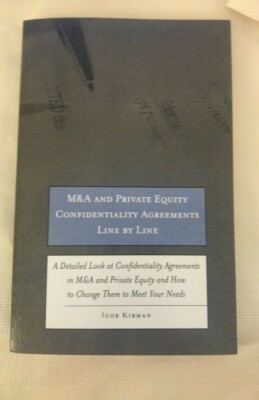 M&A and Private Equity
Confidentiality Agreements
Line by Line
A Detailed Look at Confidentiality Agreements
in M&A and Private Equity and How
to Change Them to Meet Your Needs
Igor Kirman